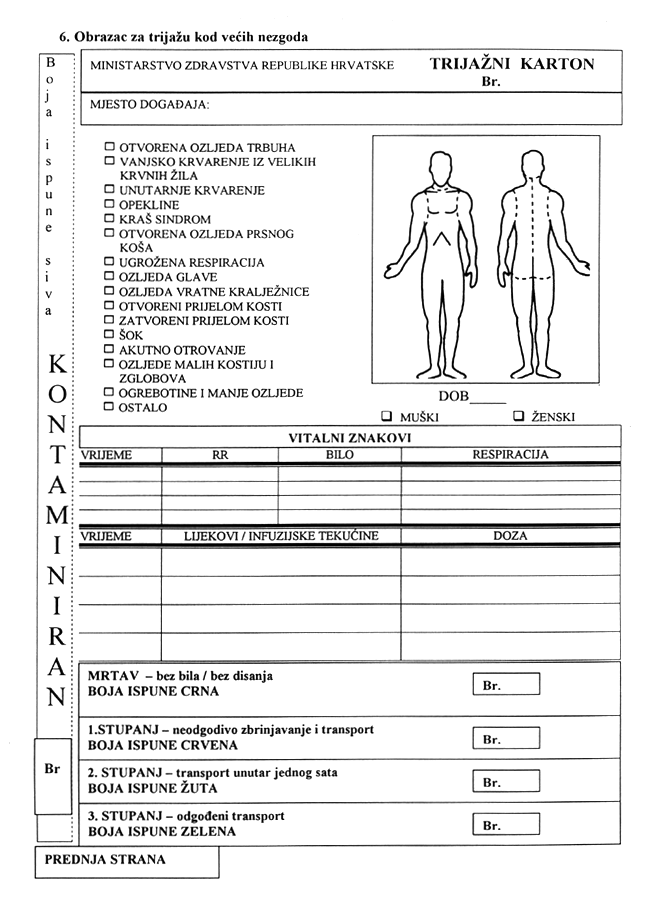 6. Obrazac za trijažu kod većih nezgoda
Boja ispune siva
KONTAMINIRAN
Br
MINISTARSTVO ZDRAVSTVA REPUBLIKE HRVATSKE
TRIJAŽNI KARTON
Br.
MJESTO DOGAĐAJA:
OTVORENA OZLJEDA TRBUHA
VANJSKO KRVARENJE IZ VELIKIH
KRVNIH ŽILA
UNUTARNJE KRVARENJE
OPEKLINE
KRAŠ SINDROM
OTVORENA OZLJEDA PRSNOG
KOŠA
UGROŽENA RESPIRACIJA
OZLJEDA GLAVE
OZLJEDA VRATNE KRALJEŽNICE
OTVORENI PRIJELOM KOSTI
ZATVORENI PRIJELOM KOSTI
ŠOK
AKUTNO OTROVANJE
OZLJEDE MALIH KOSTIJU I
ZGLOBOVA
OGREBOTINE I MANJE OZLJEDE
OSTALO
DOB_____
MUŠKI ŽENSKI
VITALNI ZNAKOVI
VRIJEME RR BILO RESPIRACIJA
VRIJEME LIJEKOVI / INFUZIJSKE TEKUĆINE DOZA
MRTAV – bez bila / bez disanja
BOJA ISPUNE CRNA
Br.
1.STUPANJ – neodgodivo zbrinjavanje i transport
BOJA ISPUNE CRVENA
Br.
2. STUPANJ – transport unutar jednog sata
BOJA ISPUNE ŽUTA
Br.
3. STUPANJ – odgođeni transport
BOJA ISPUNE ZELENA
Br.
PREDNJA STRANA